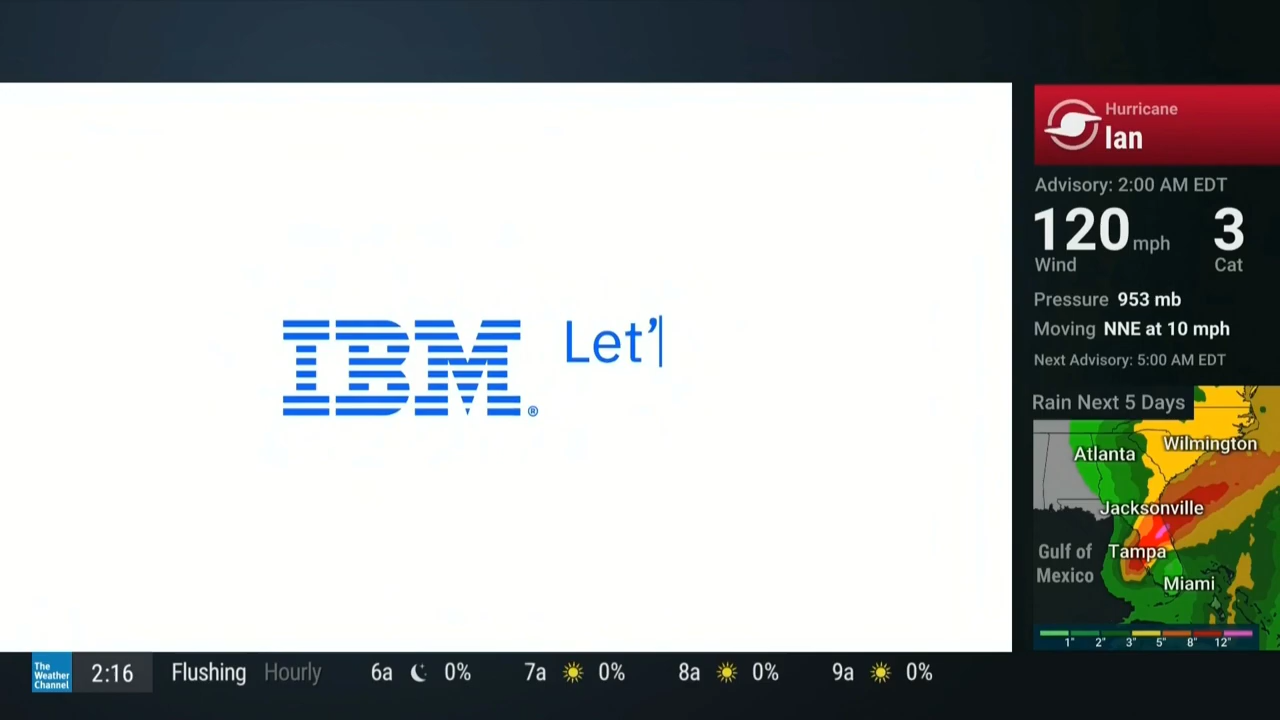 IBM® Let’
Hurricane
Ian
Advisory: 2:00 AM EDT
120 mph 3
Wind Cat
Pressure 953 mb
Moving NNE at 10 mph
Next Advisory: 5:00 AM EDT
Rain Next 5 Days
Atlanta
Wilmington
Jacksonville
Gulf of
Mexico
Tampa
Miami
1" 2" 3" 5" 8" 12"
The
Weather
Channel
2:16 Flushing Hourly 6a 0% 7a 0% 8a 0% 9a 0%